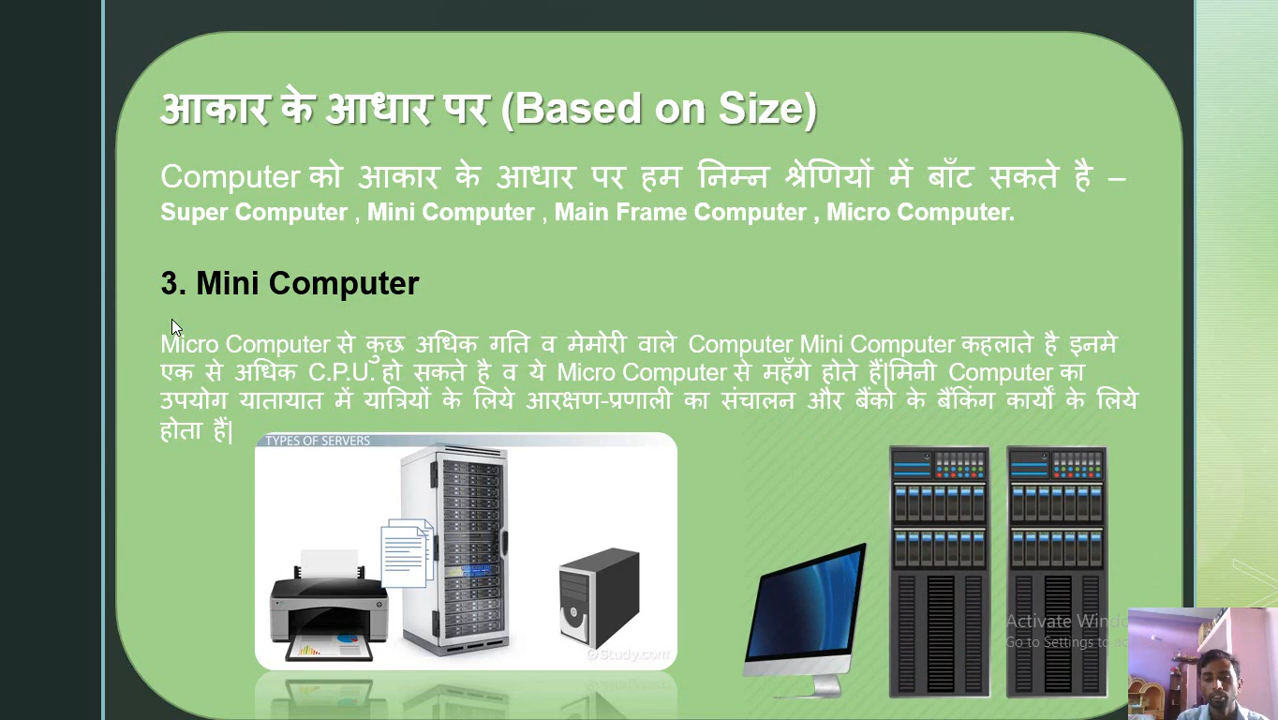 आकार के आधार पर (Based on Size)
Computer को आकार के आधार पर हम निम्न श्रेणियों में बाँट सकते है –
Super Computer , Mini Computer , Main Frame Computer , Micro Computer.
3. Mini Computer
Micro Computer से कुछ अधिक गति व मेमोरी वाले Computer Mini Computer कहलाते है इनमे
एक से अधिक C.P.U. हो सकते है व ये Micro Computer से महँगे होते हैं|मिनी Computer का
उपयोग यातायात में यात्रियों के लिये आरक्षण-प्रणाली का संचालन और बैंको के बैंकिंग कार्यों के लिये
होता हैं|
TYPES OF SERVERS
Study.com
Activate Windo
Go to Settings to a